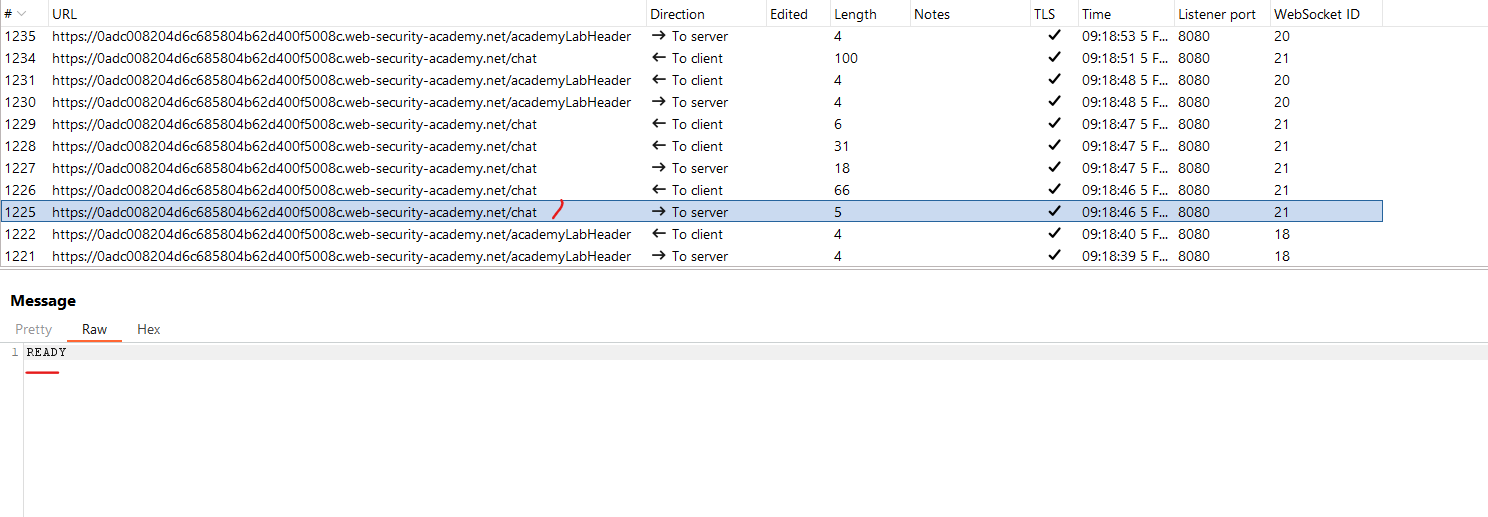 # URL Direction Edited Length Notes TLS Time Listener port WebSocket ID
1235 https://0adc008204d6c685804b62d400f5008c.web-security-academy.net/academyLabHeader → To server 4 ✓ 09:18:53 5 F... 8080 20
1234 https://0adc008204d6c685804b62d400f5008c.web-security-academy.net/chat ← To client 100 ✓ 09:18:51 5 F... 8080 21
1231 https://0adc008204d6c685804b62d400f5008c.web-security-academy.net/academyLabHeader ← To client 4 ✓ 09:18:48 5 F... 8080 20
1230 https://0adc008204d6c685804b62d400f5008c.web-security-academy.net/academyLabHeader → To server 4 ✓ 09:18:48 5 F... 8080 20
1229 https://0adc008204d6c685804b62d400f5008c.web-security-academy.net/chat ← To client 6 ✓ 09:18:47 5 F... 8080 21
1228 https://0adc008204d6c685804b62d400f5008c.web-security-academy.net/chat ← To client 31 ✓ 09:18:47 5 F... 8080 21
1227 https://0adc008204d6c685804b62d400f5008c.web-security-academy.net/chat → To server 18 ✓ 09:18:47 5 F... 8080 21
1226 https://0adc008204d6c685804b62d400f5008c.web-security-academy.net/chat ← To client 66 ✓ 09:18:46 5 F... 8080 21
1225 https://0adc008204d6c685804b62d400f5008c.web-security-academy.net/chat → To server 5 ✓ 09:18:46 5 F... 8080 21
1222 https://0adc008204d6c685804b62d400f5008c.web-security-academy.net/academyLabHeader ← To client 4 ✓ 09:18:40 5 F... 8080 18
1221 https://0adc008204d6c685804b62d400f5008c.web-security-academy.net/academyLabHeader → To server 4 ✓ 09:18:39 5 F... 8080 18
Message
Pretty Raw Hex
1 READY